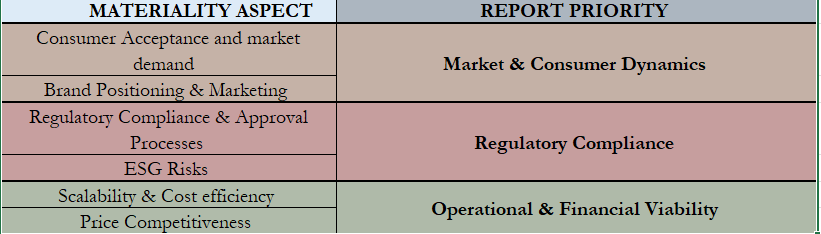 MATERIALITY ASPECT
REPORT PRIORITY
Consumer Acceptance and market
demand
Market & Consumer Dynamics
Brand Positioning & Marketing
Regulatory Compliance & Approval
Processes
Regulatory Compliance
ESG Risks
Scalability & Cost efficiency
Operational & Financial Viability
Price Competitiveness